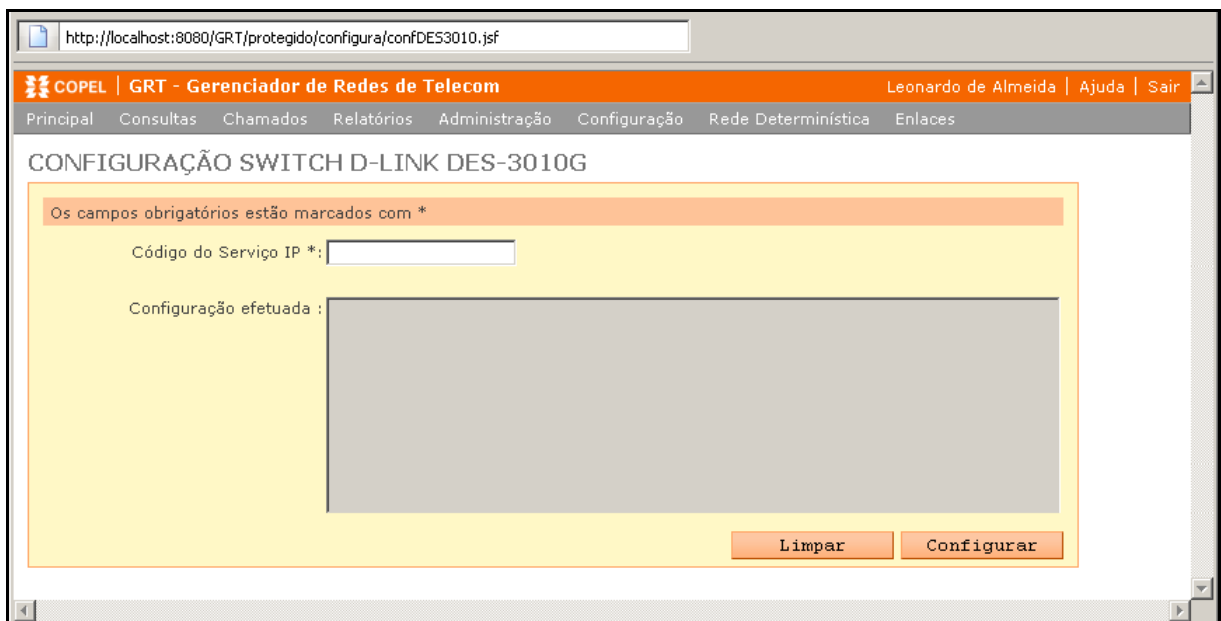 http://localhost:8080/GRT/protegido/configura/confDES3010.jsf
COPEL | GRT - Gerenciador de Redes de Telecom Leonardo de Almeida | Ajuda | Sair
Principal Consultas Chamados Relatórios Administração Configuração Rede Determinística Enlaces
CONFIGURAÇÃO SWITCH D-LINK DES-3010G
Os campos obrigatórios estão marcados com *
Código do Serviço IP *:
Configuração efetuada :
Limpar Configurar